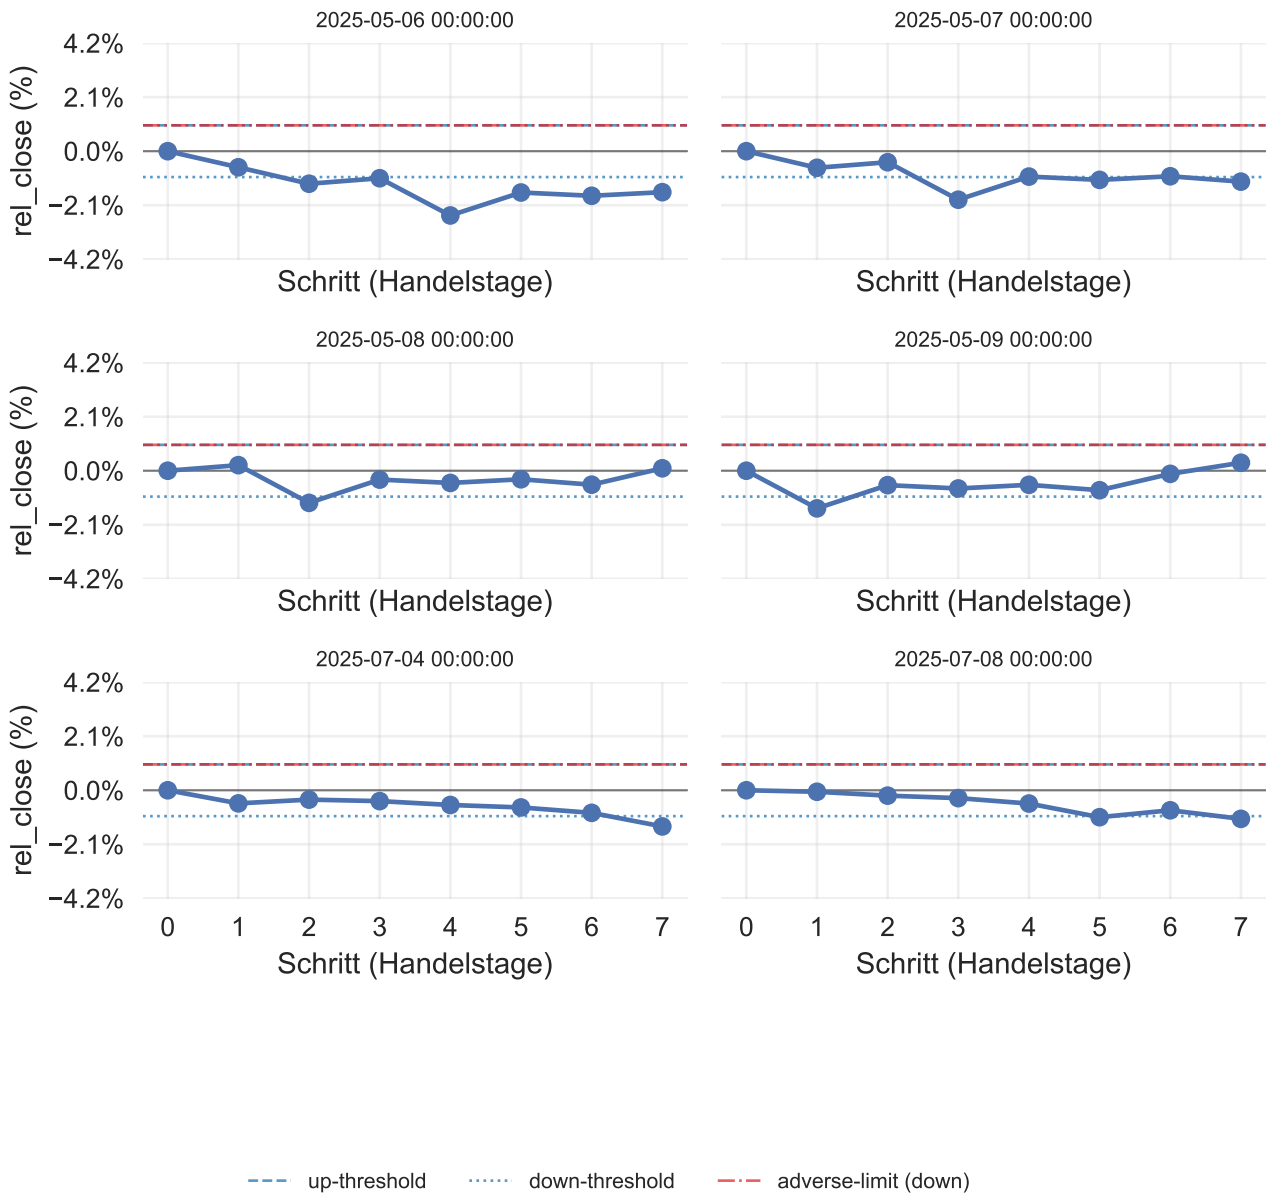 2025-05-06 00:00:00
2025-05-07 00:00:00
4.2%
2.1%
0.0%
−2.1%
−4.2%
rel_close (%)
Schritt (Handelstage)
Schritt (Handelstage)
2025-05-08 00:00:00
2025-05-09 00:00:00
4.2%
2.1%
0.0%
−2.1%
−4.2%
rel_close (%)
Schritt (Handelstage)
Schritt (Handelstage)
2025-07-04 00:00:00
2025-07-08 00:00:00
4.2%
2.1%
0.0%
−2.1%
−4.2%
rel_close (%)
0 1 2 3 4 5 6 7
0 1 2 3 4 5 6 7
Schritt (Handelstage)
Schritt (Handelstage)
up-threshold
down-threshold
adverse-limit (down)